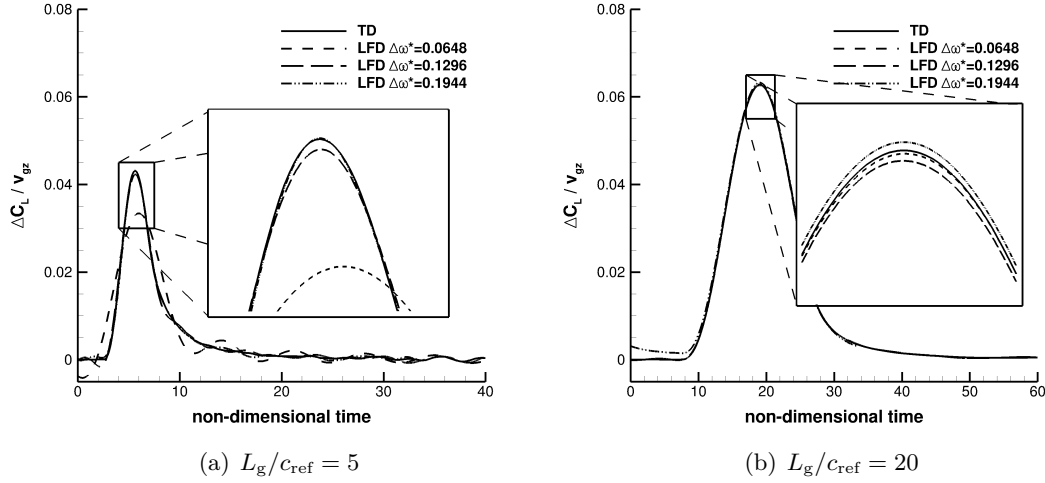 0.08
0.06
0.04
0.02
0
ΔC_L / v_gz
0 10 20 30 40
non-dimensional time
TD
LFD Δω*=0.0648
LFD Δω*=0.1296
LFD Δω*=0.1944
(a) L_g/c_ref = 5
0.08
0.06
0.04
0.02
0
ΔC_L / v_gz
0 10 20 30 40 50 60
non-dimensional time
TD
LFD Δω*=0.0648
LFD Δω*=0.1296
LFD Δω*=0.1944
(b) L_g/c_ref = 20